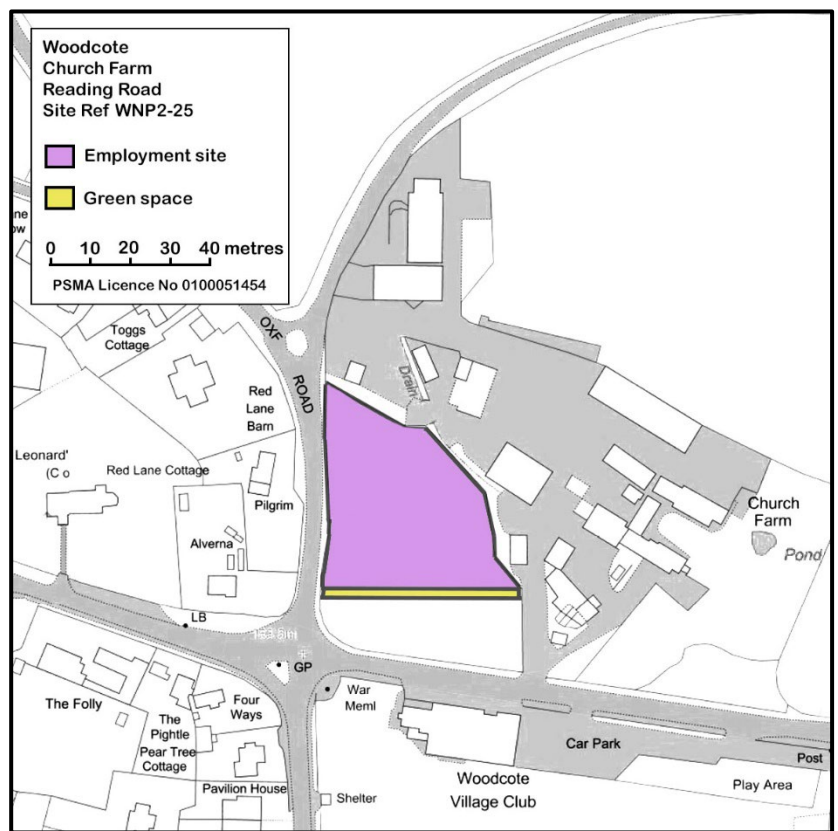 Woodcote
Church Farm
Reading Road
Site Ref WNP2-25
Employment site
Green space
0 10 20 30 40 metres
PSMA Licence No 0100051454
ne
ow
Toggs
Cottage
OXF
ROAD
Drain
Red
Lane
Barn
Leonard'
(C o
Red Lane Cottage
Pilgrim
Alverna
Church
Farm
Pond
LB
GP
War
Meml
The Folly
The
Pightle
Pear Tree
Cottage
Four
Ways
Pavilion House
Shelter
Woodcote
Village Club
Car Park
Post
Play Area